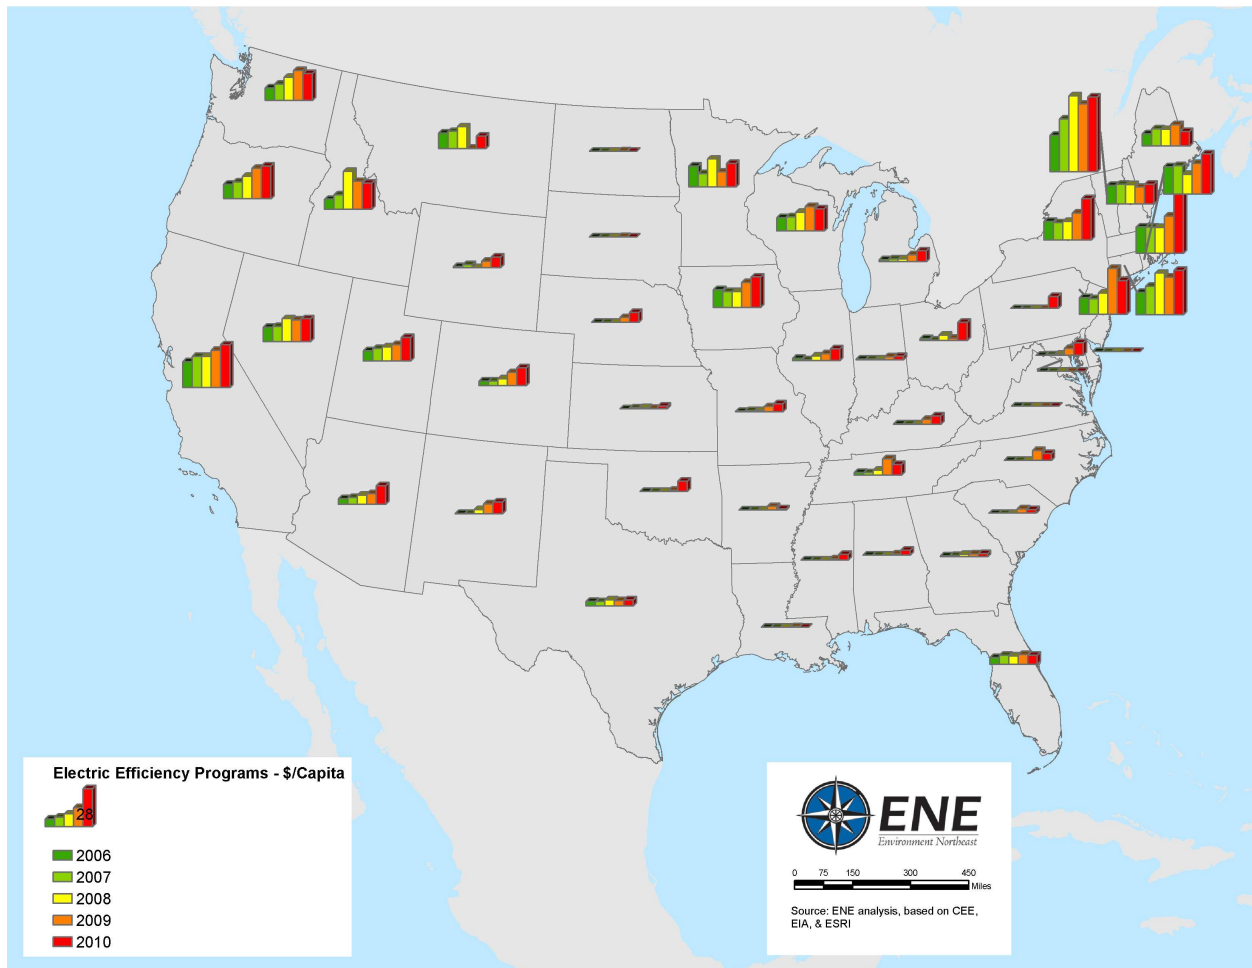 Electric Efficiency Programs - $/Capita
28
2006
2007
2008
2009
2010
ENE
Environment Northeast
0 75 150 300 450
Miles
Source: ENE analysis, based on CEE,
EIA, & ESRI